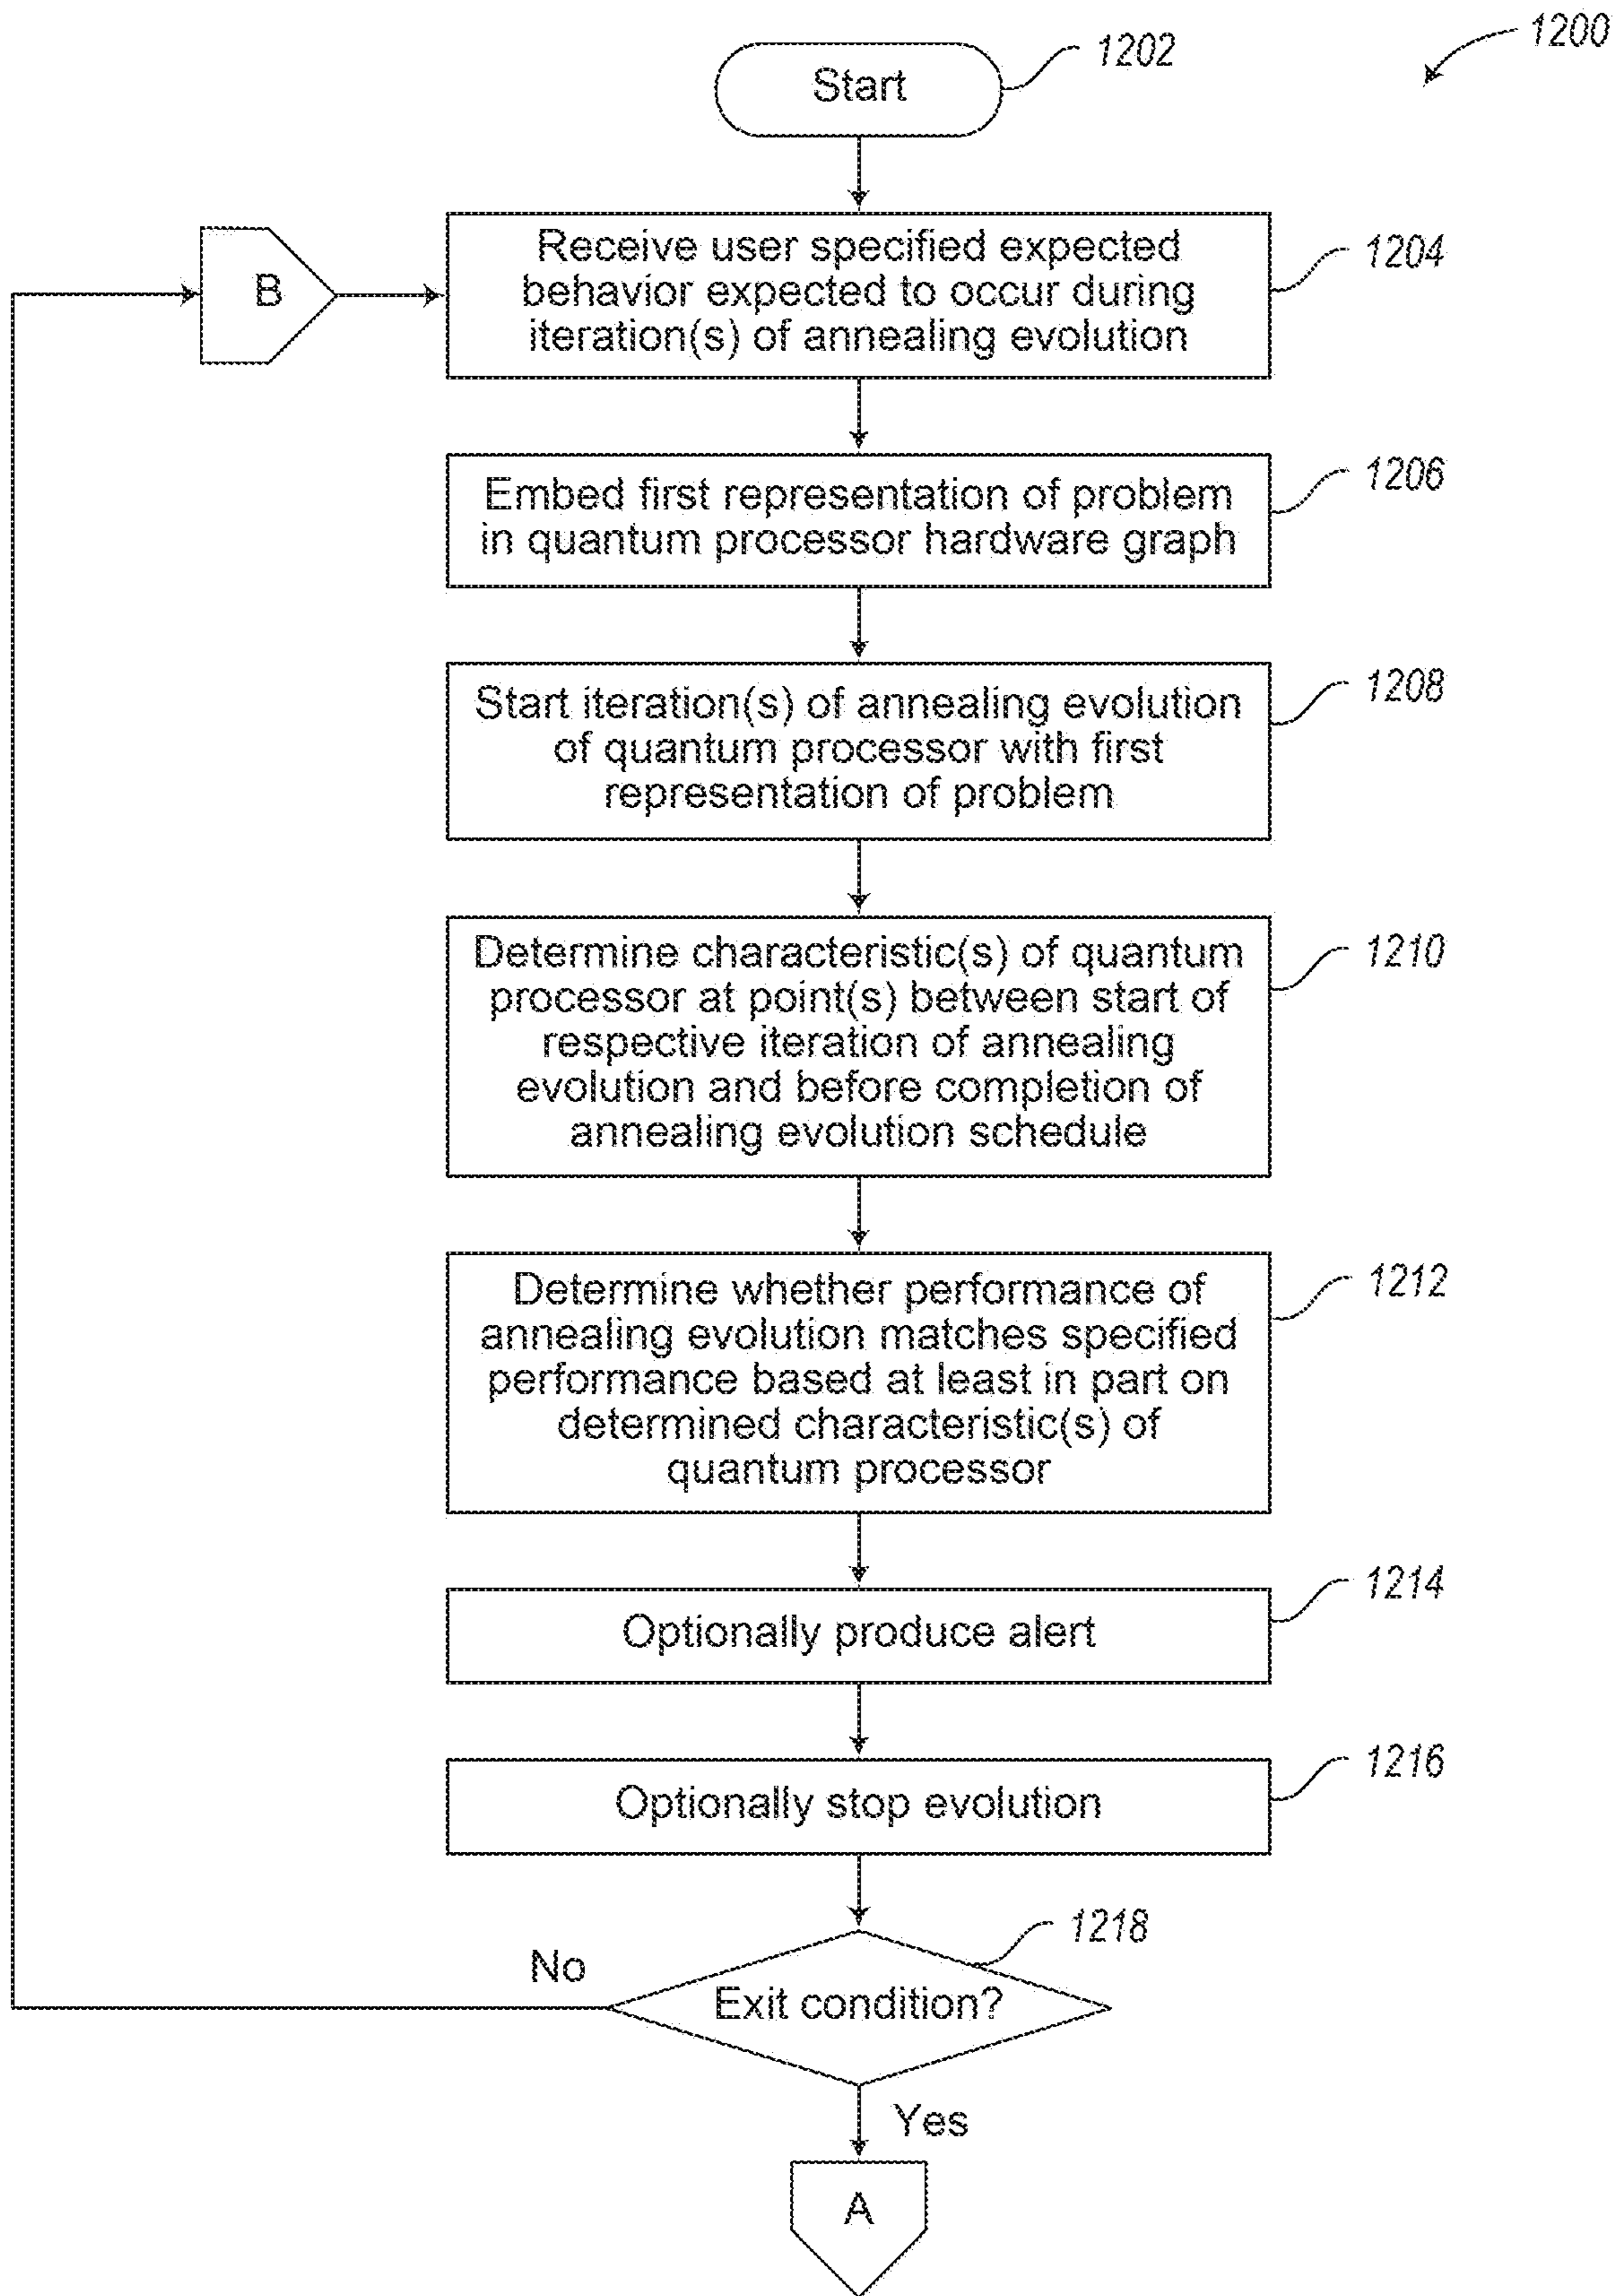 1200
Start
1202
B
Receive user specified expected
behavior expected to occur during
iteration(s) of annealing evolution
1204
Embed first representation of problem
in quantum processor hardware graph
1206
Start iteration(s) of annealing evolution
of quantum processor with first
representation of problem
1208
Determine characteristic(s) of quantum
processor at point(s) between start of
respective iteration of annealing
evolution and before completion of
annealing evolution schedule
1210
Determine whether performance of
annealing evolution matches specified
performance based at least in part on
determined characteristic(s) of
quantum processor
1212
Optionally produce alert
1214
Optionally stop evolution
1216
Exit condition?
1218
No
Yes
A